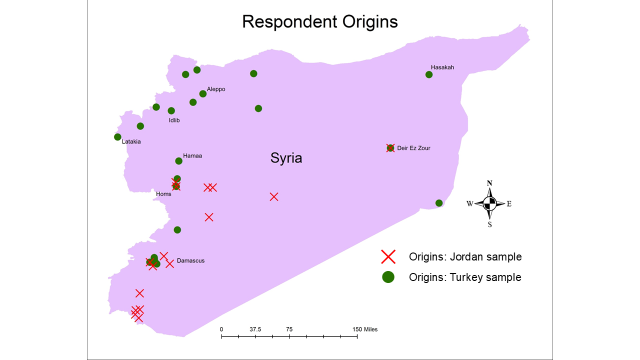 Respondent Origins
Hasakah
Aleppo
Idlib
Latakia
Hamaa
Syria
Deir Ez Zour
Homs
N
W E
S
Damascus
Origins: Jordan sample
Origins: Turkey sample
0 37.5 75 150 Miles